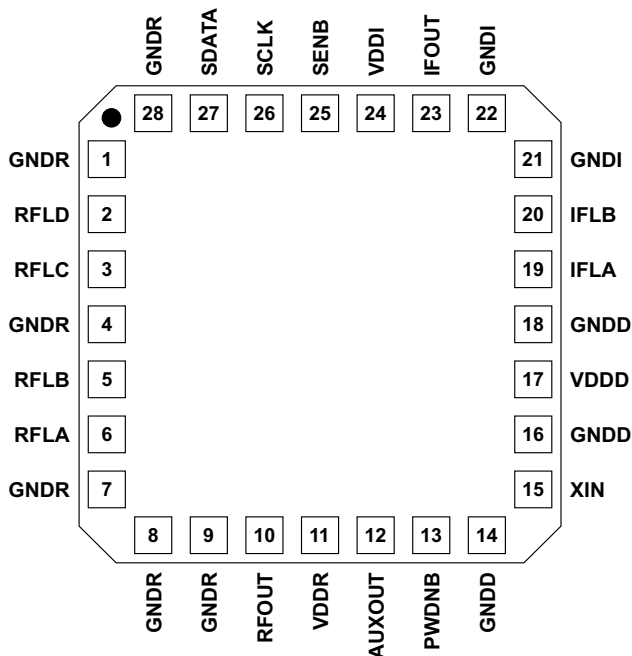 GNDR
SDATA
SCLK
SENB
VDDI
IFOUT
GNDI
28 27 26 25 24 23 22
GNDR 1 21 GNDI
RFLD 2 20 IFLB
RFLC 3 19 IFLA
GNDR 4 18 GNDD
RFLB 5 17 VDDD
RFLA 6 16 GNDD
GNDR 7 15 XIN
8 9 10 11 12 13 14
GNDR
GNDR
RFOUT
VDDR
AUXOUT
PWDNB
GNDD